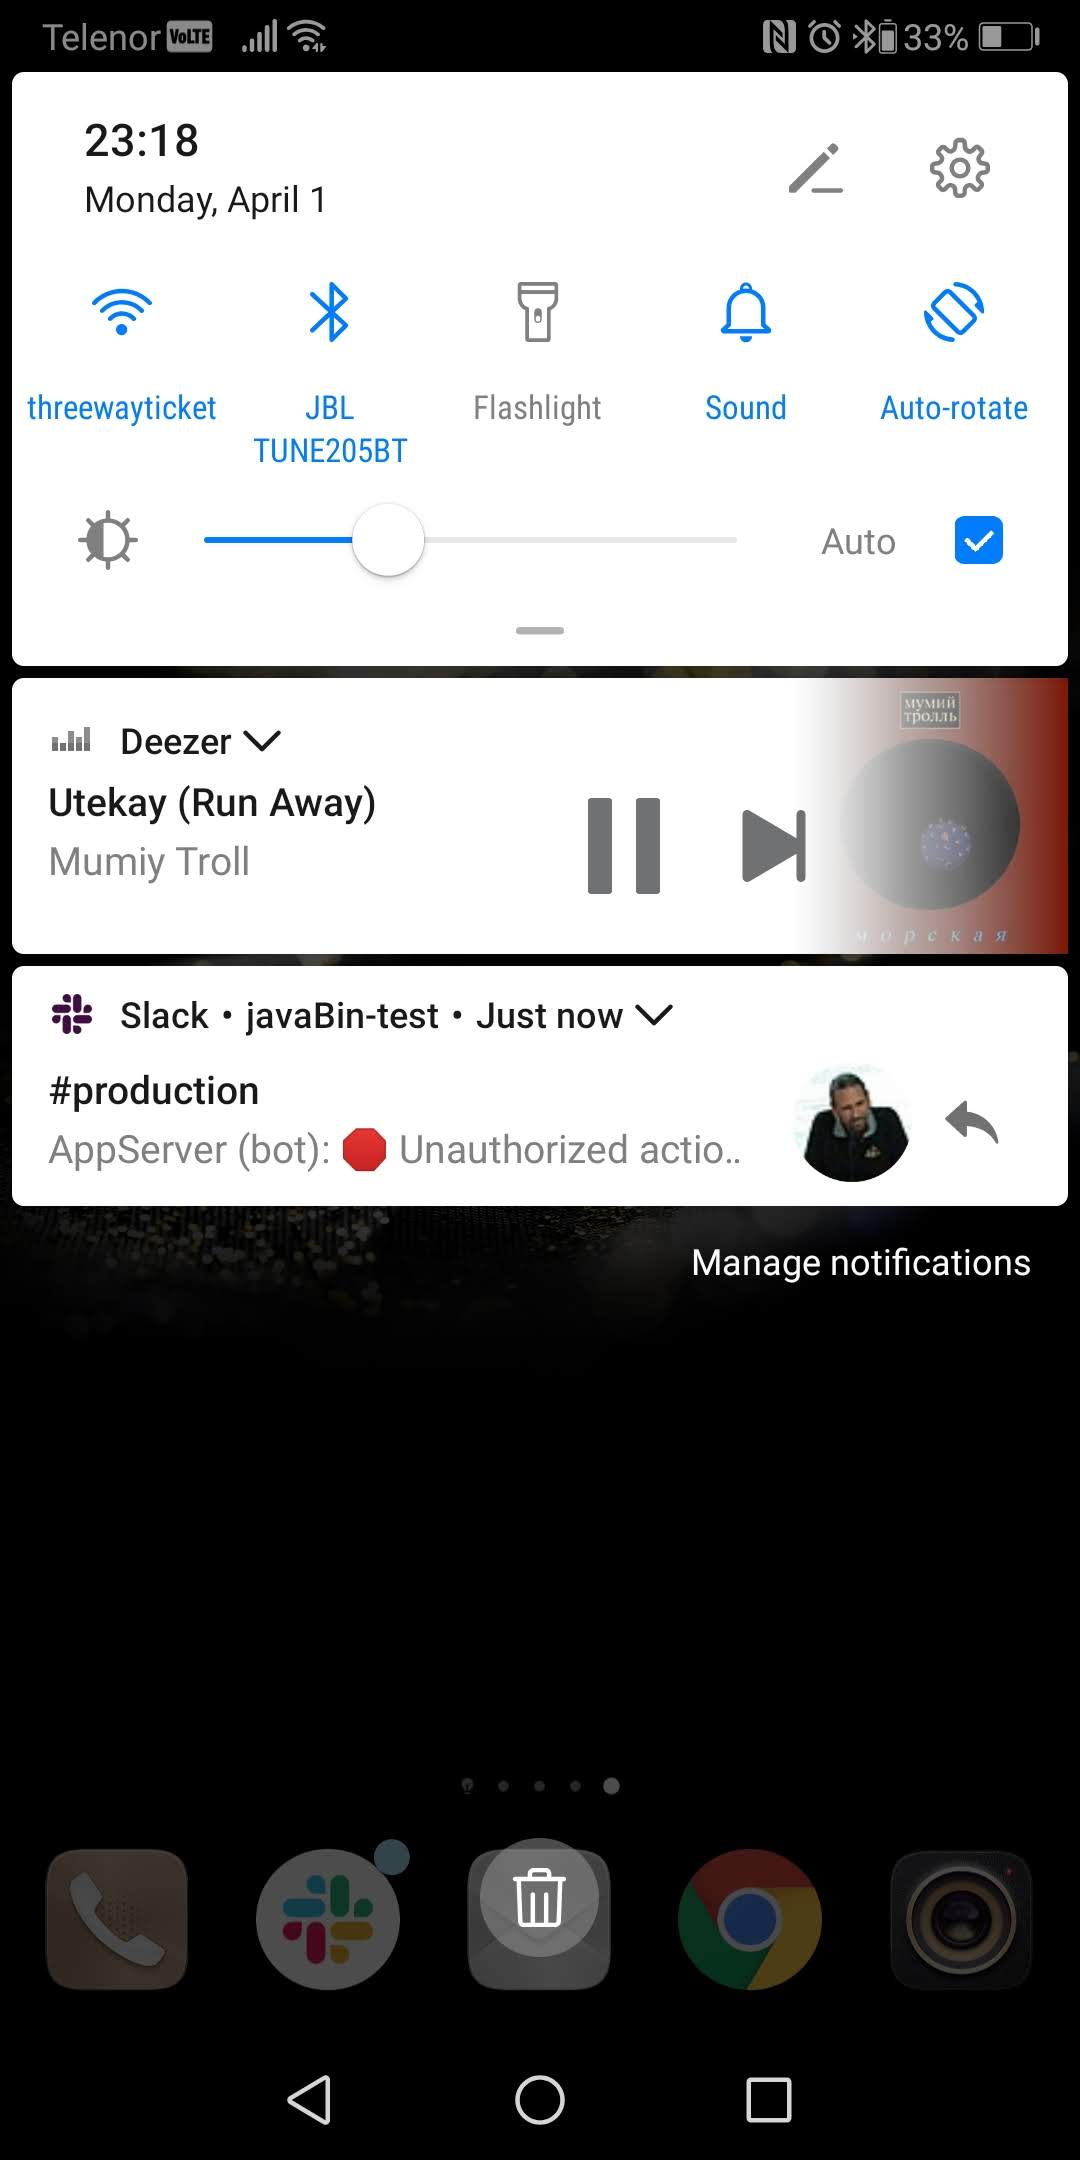 Telenor VoLTE 33%
23:18
Monday, April 1
threewayticket JBL TUNE205BT Flashlight Sound Auto-rotate
Auto
Deezer
Utekay (Run Away)
Mumiy Troll
мумий
тролль
морская
Slack • javaBin-test • Just now
#production
AppServer (bot): 🛑 Unauthorized actio..
Manage notifications